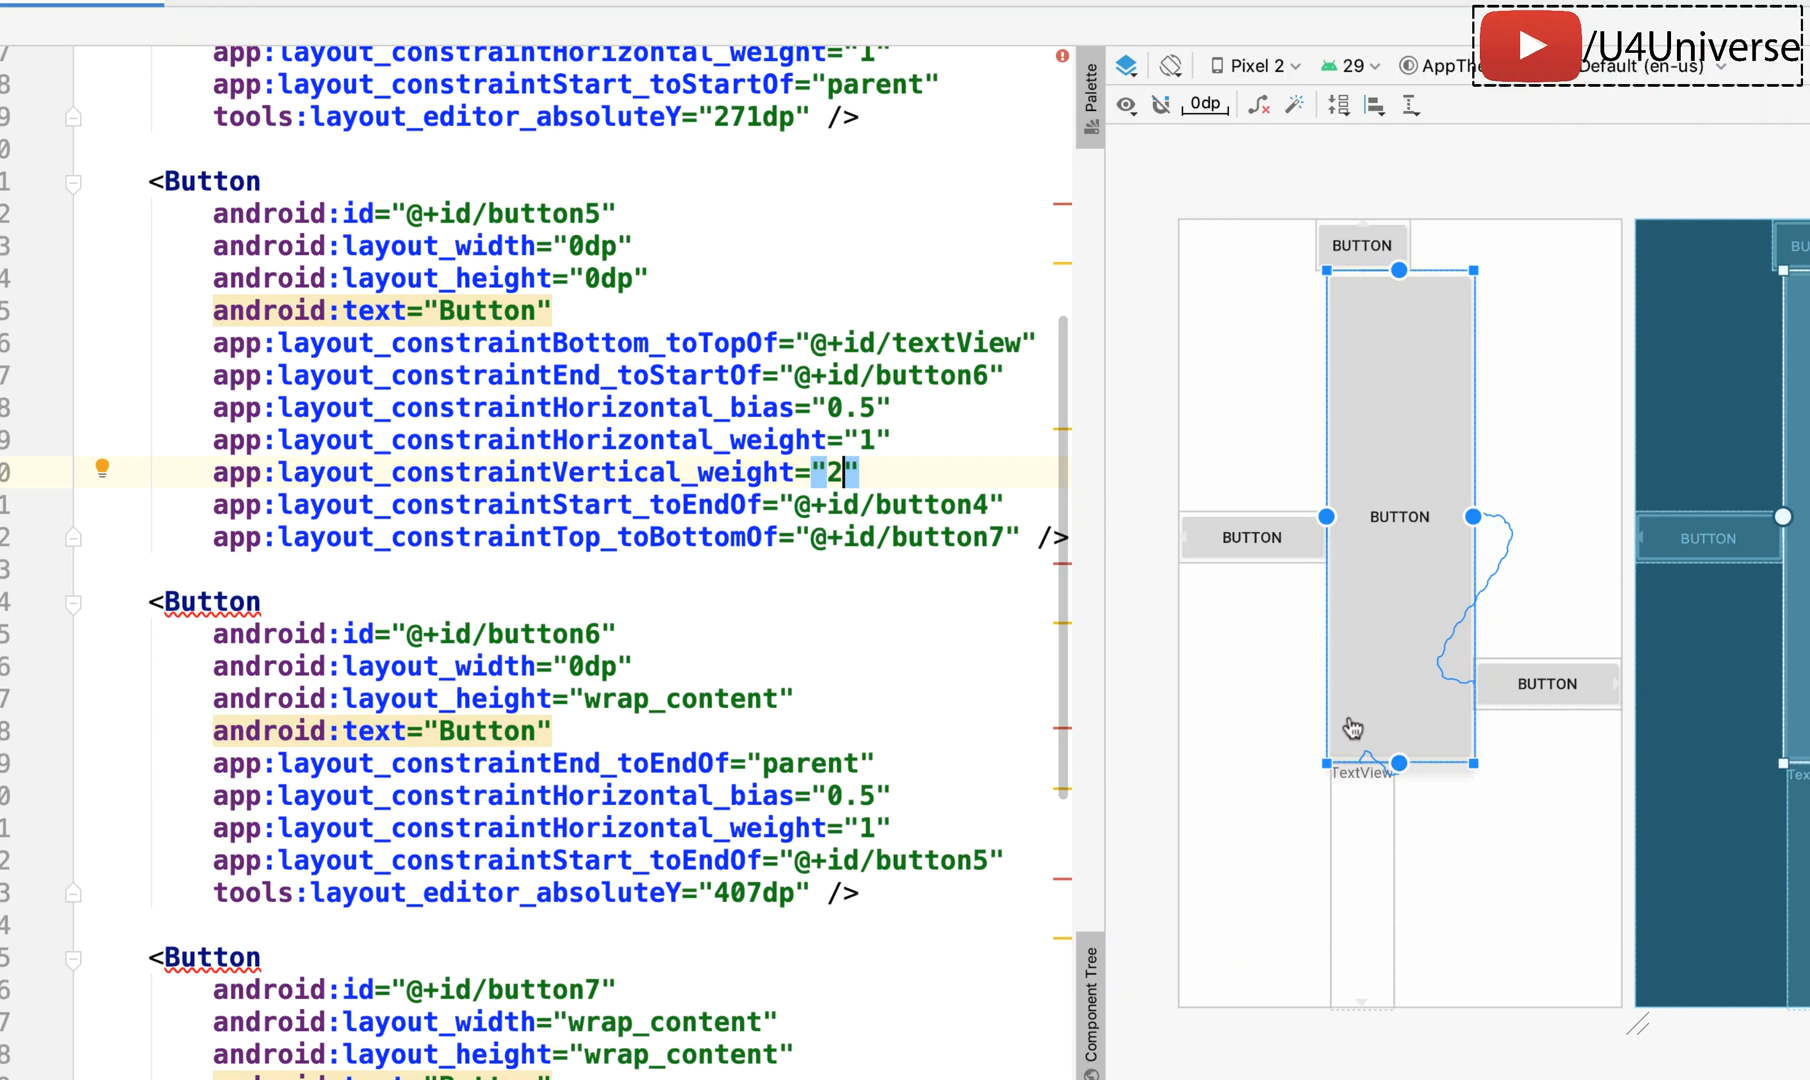 /U4Universe
app:layout_constraintHorizontal_weight="1"
app:layout_constraintStart_toStartOf="parent"
tools:layout_editor_absoluteY="271dp" />
<Button
android:id="@+id/button5"
android:layout_width="0dp"
android:layout_height="0dp"
android:text="Button"
app:layout_constraintBottom_toTopOf="@+id/textView"
app:layout_constraintEnd_toStartOf="@+id/button6"
app:layout_constraintHorizontal_bias="0.5"
app:layout_constraintHorizontal_weight="1"
app:layout_constraintVertical_weight="2"
app:layout_constraintStart_toEndOf="@+id/button4"
app:layout_constraintTop_toBottomOf="@+id/button7" />
<Button
android:id="@+id/button6"
android:layout_width="0dp"
android:layout_height="wrap_content"
android:text="Button"
app:layout_constraintEnd_toEndOf="parent"
app:layout_constraintHorizontal_bias="0.5"
app:layout_constraintHorizontal_weight="1"
app:layout_constraintStart_toEndOf="@+id/button5"
tools:layout_editor_absoluteY="407dp" />
<Button
android:id="@+id/button7"
android:layout_width="wrap_content"
android:layout_height="wrap_content"
Palette
Component Tree
Pixel 2 29 AppThe Default (en-us)
0dp
BUTTON
BUTTON
BUTTON
BUTTON
TextView
BU
BUTTON
Tex